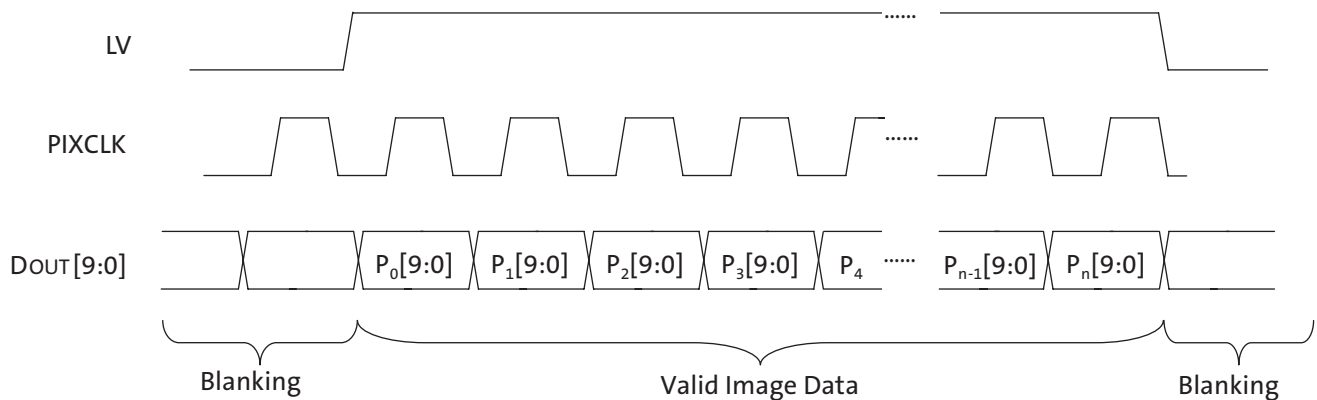 LV
......
PIXCLK
......
DOUT[9:0]
P0[9:0] P1[9:0] P2[9:0] P3[9:0] P4 ...... Pn-1[9:0] Pn[9:0]
Blanking Valid Image Data Blanking